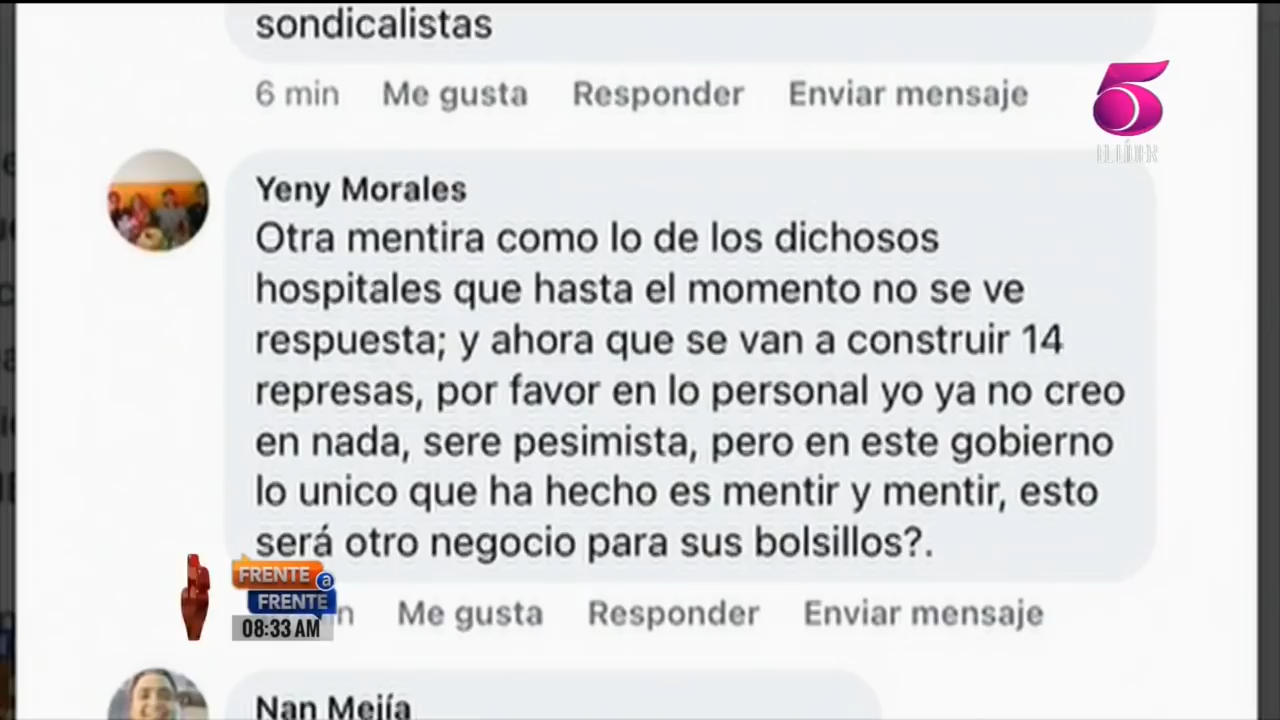 sondicalistas
6 min Me gusta Responder Enviar mensaje
5
EL LÍDER
Yeny Morales
Otra mentira como lo de los dichosos
hospitales que hasta el momento no se ve
respuesta; y ahora que se van a construir 14
represas, por favor en lo personal yo ya no creo
en nada, sere pesimista, pero en este gobierno
lo unico que ha hecho es mentir y mentir, esto
será otro negocio para sus bolsillos?.
Me gusta Responder Enviar mensaje
FRENTE a
FRENTE
08:33 AM
Nan Mejía